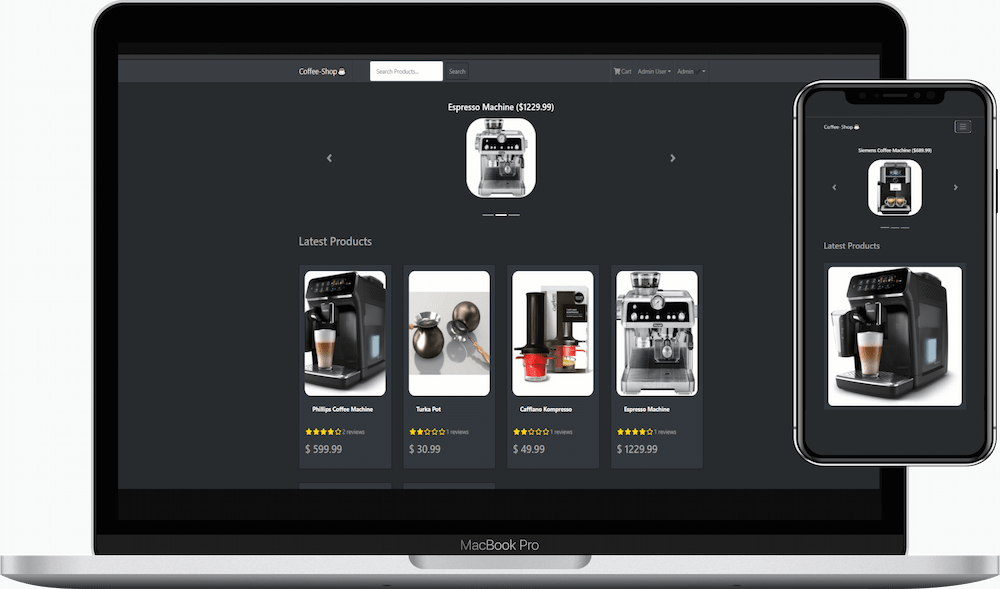 Coffee-Shop
Search Products...
Search
Cart
Admin User
Admin
Espresso Machine ($1229.99)
Latest Products
Phillips Coffee Machine
2 reviews
$ 599.99
Turka Pot
1 reviews
$ 30.99
Cafflano Kompresso
1 reviews
$ 49.99
Espresso Machine
1 reviews
$ 1229.99
MacBook Pro
Coffee-Shop
Siemens Coffee Machine ($689.99)
Latest Products